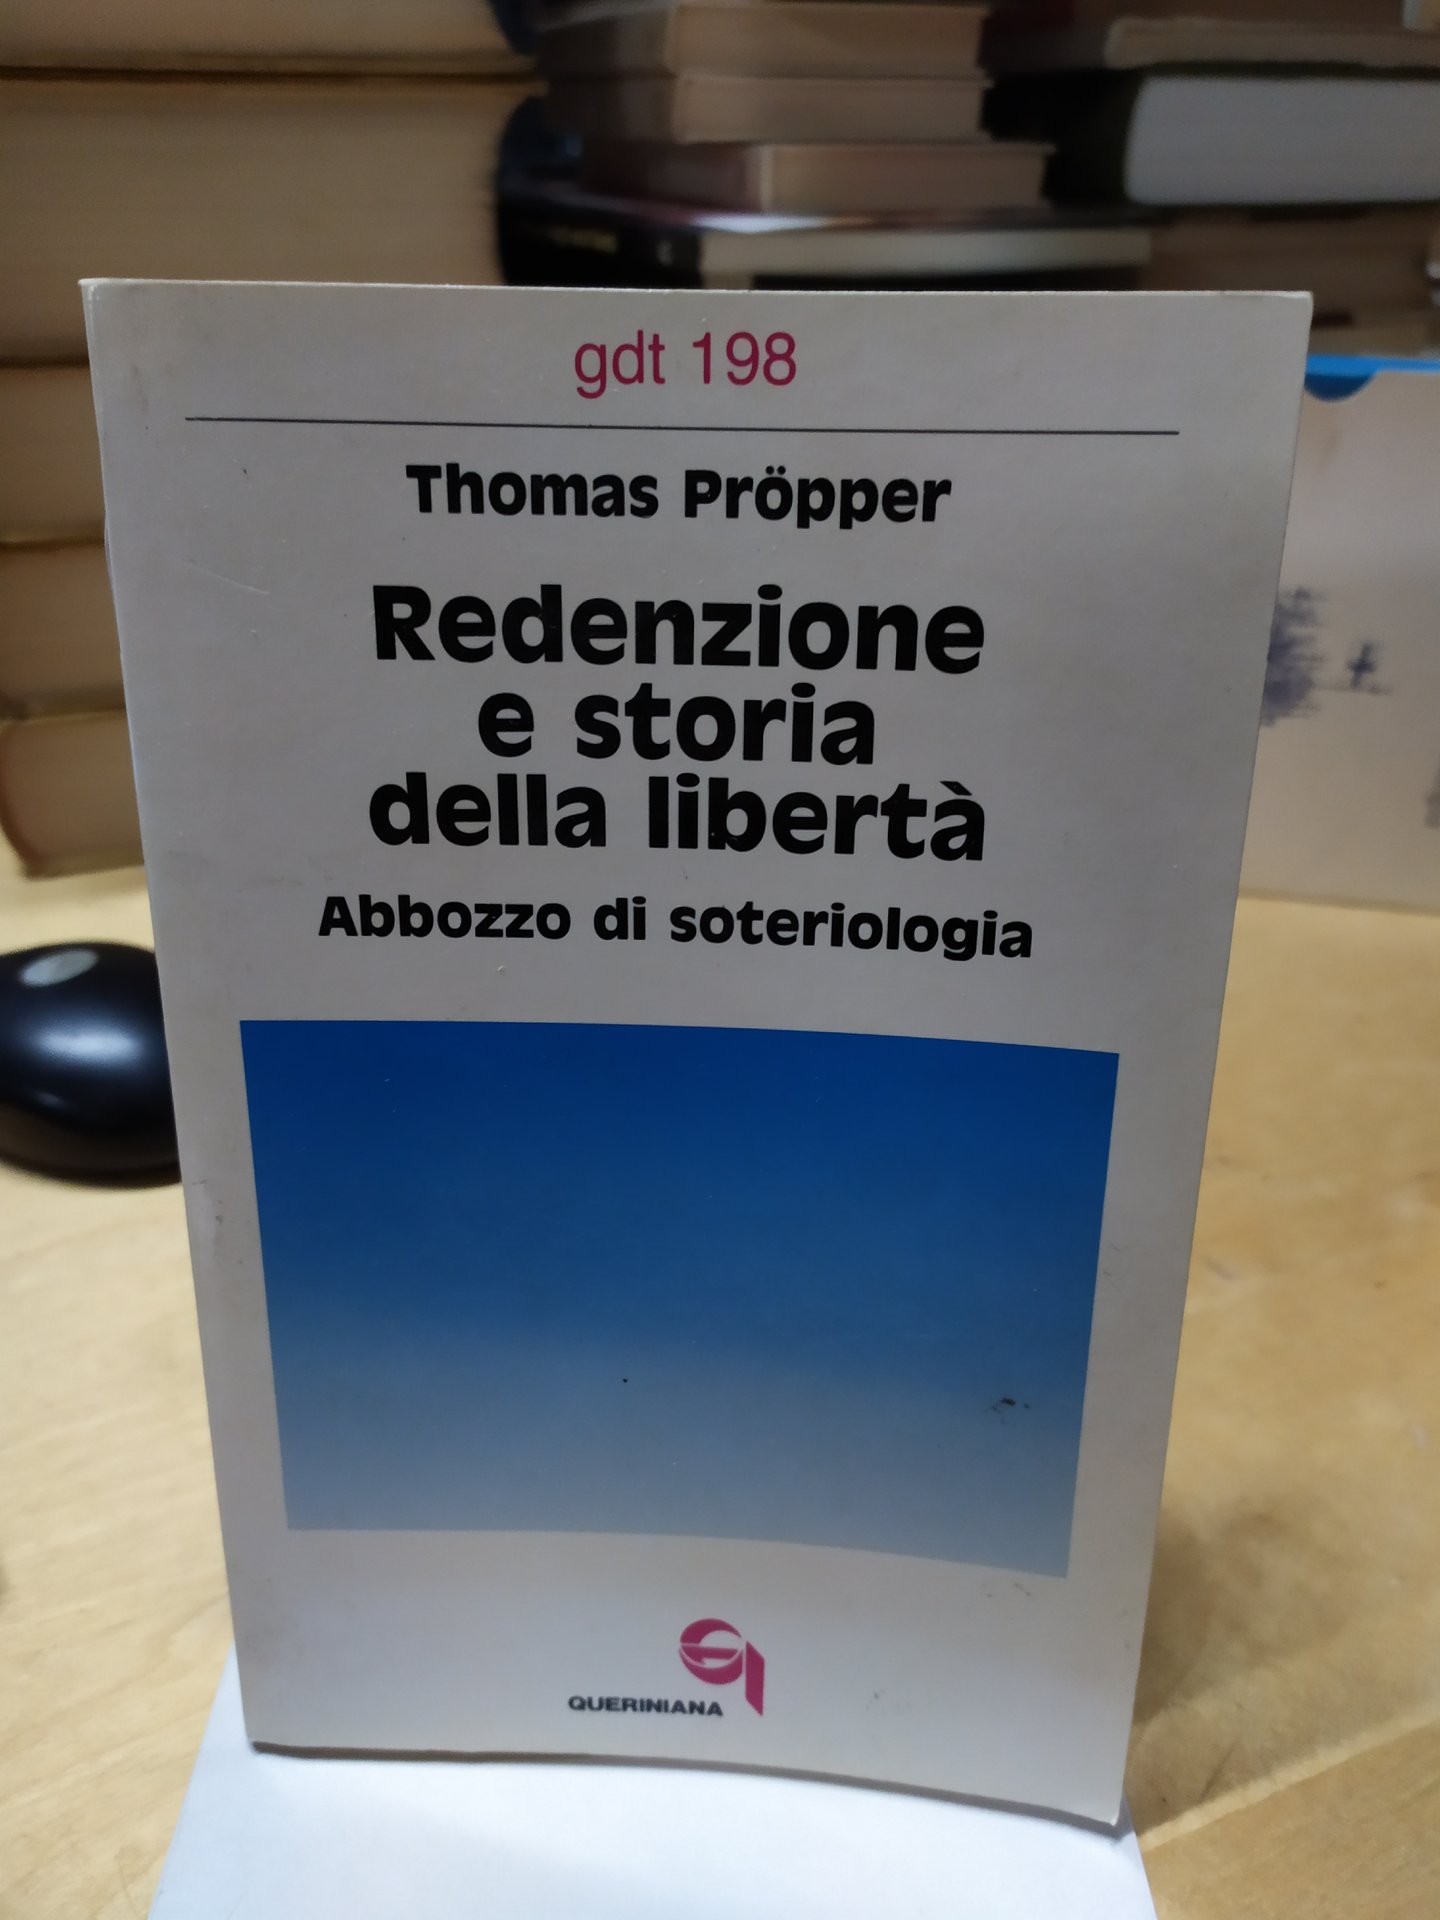 gdt 198
Thomas Pröpper
Redenzione
e storia
della libertà
Abbozzo di soteriologia
QUERINIANA